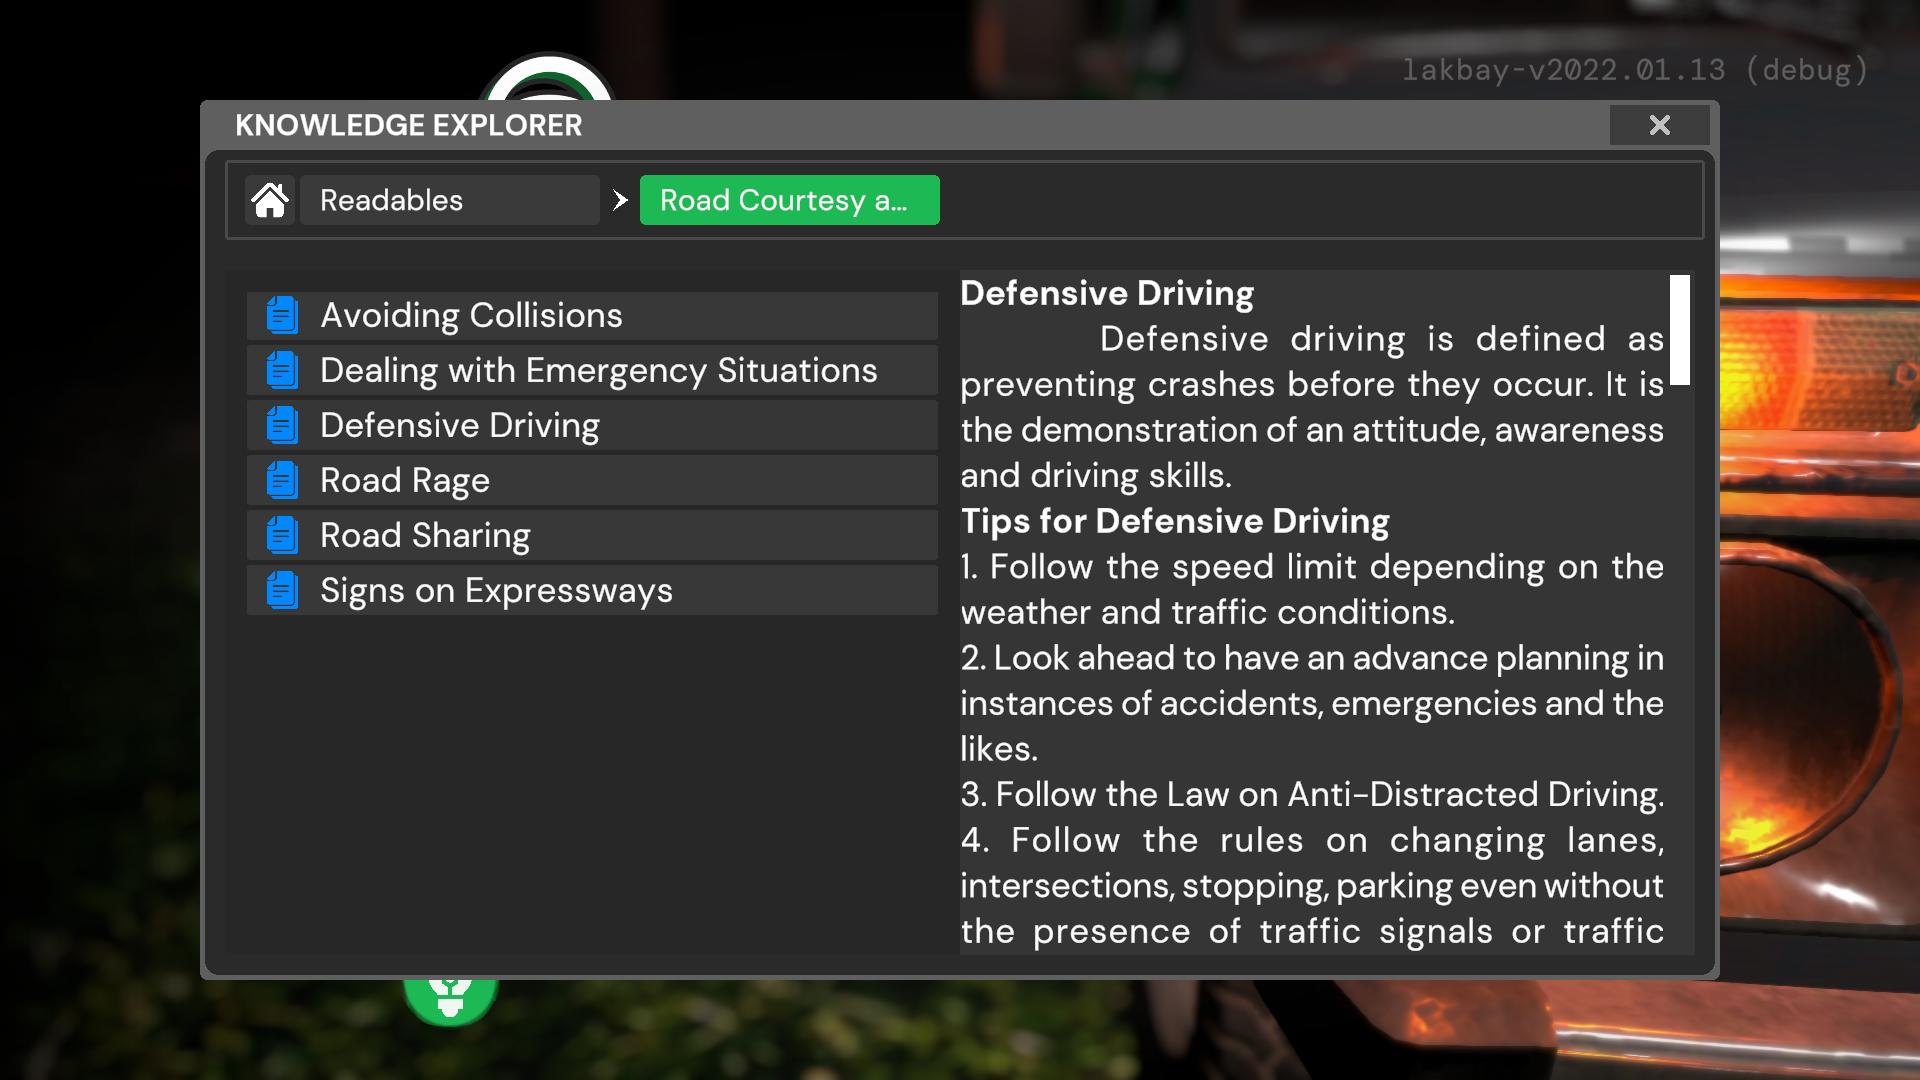 lakbay-v2022.01.13 (debug)
KNOWLEDGE EXPLORER
Readables
Road Courtesy a...
Avoiding Collisions
Dealing with Emergency Situations
Defensive Driving
Road Rage
Road Sharing
Signs on Expressways
Defensive Driving
Defensive driving is defined as
preventing crashes before they occur. It is
the demonstration of an attitude, awareness
and driving skills.
Tips for Defensive Driving
1. Follow the speed limit depending on the
weather and traffic conditions.
2. Look ahead to have an advance planning in
instances of accidents, emergencies and the
likes.
3. Follow the Law on Anti-Distracted Driving.
4. Follow the rules on changing lanes,
intersections, stopping, parking even without
the presence of traffic signals or traffic